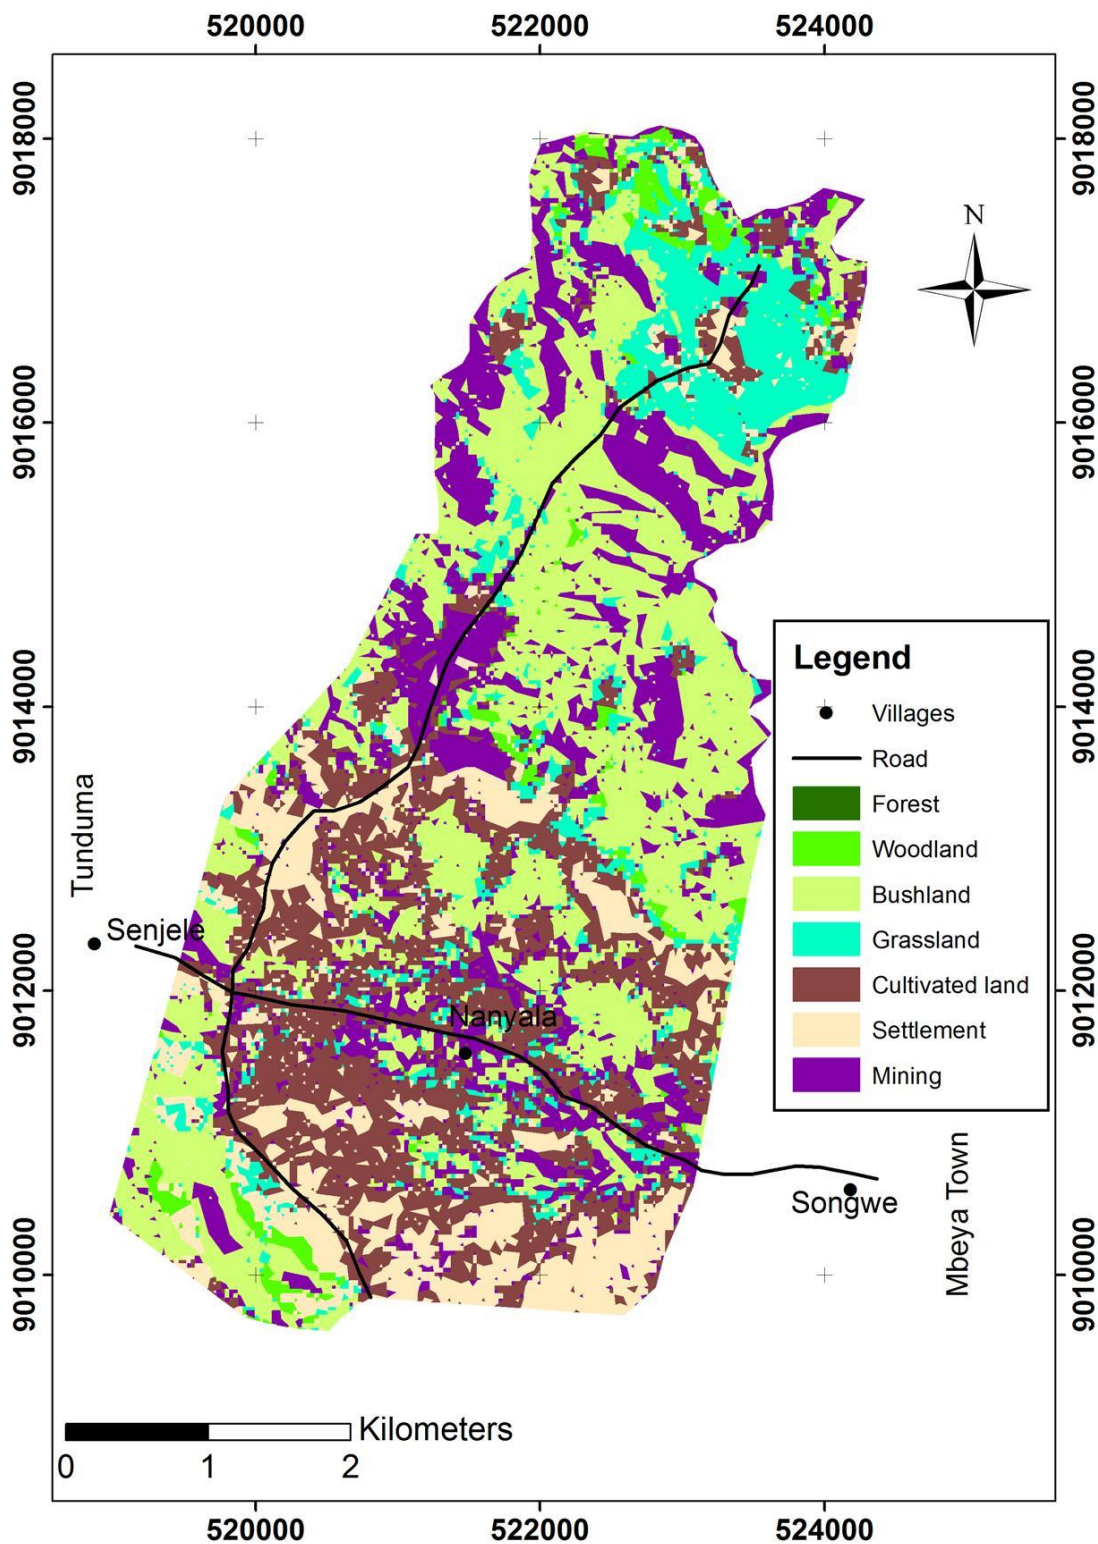 520000 522000 524000
9018000 9018000
N
9016000 9016000
Legend
Villages
9014000 9014000
Road
Forest
Tunduma
Woodland
Bushland
Senjele
Grassland
Cultivated land
9012000 9012000
Nanyala
Settlement
Mining
Songwe
Mbeya Town
9010000 9010000
Kilometers
0 1 2
520000 522000 524000